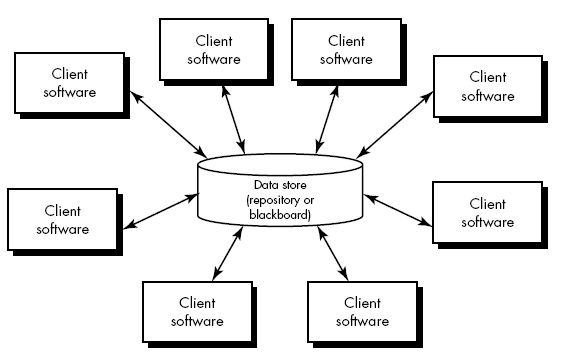 Client
software
Client
software
Client
software
Client
software
Data store
(repository or
blackboard)
Client
software
Client
software
Client
software
Client
software